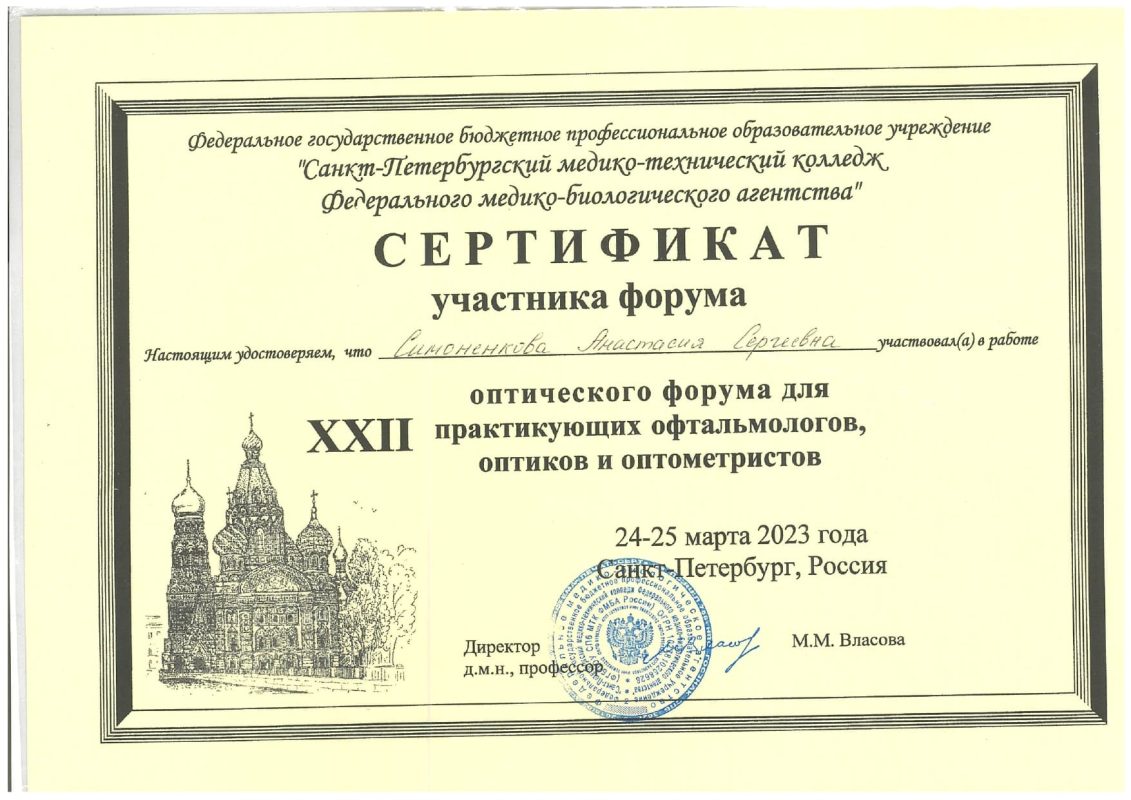 Федеральное государственное бюджетное профессиональное образовательное учреждение
"Санкт-Петербургский медико-технический колледж
Федерального медико-биологического агентства"
СЕРТИФИКАТ
участника форума
Настоящим удостоверяем, что Симоненкова Анастасия Сергеевна участвовал(а) в работе
XXII оптического форума для
практикующих офтальмологов,
оптиков и оптометристов
24-25 марта 2023 года
Санкт-Петербург, Россия
Директор М.М. Власова
д.м.н., профессор